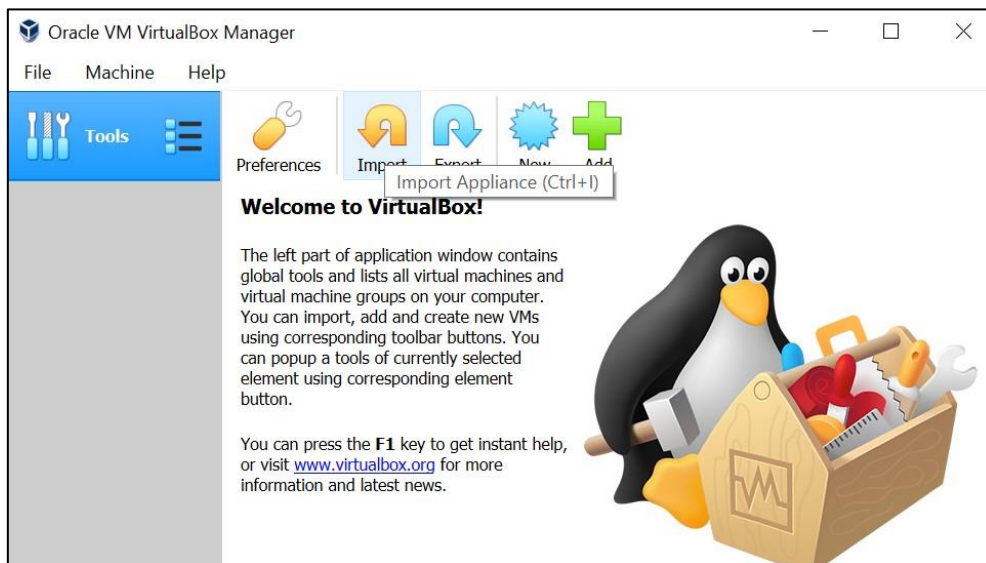 Oracle VM VirtualBox Manager
File Machine Help
Tools
Preferences Import Export New Add
Import Appliance (Ctrl+I)
Welcome to VirtualBox!
The left part of application window contains
global tools and lists all virtual machines and
virtual machine groups on your computer.
You can import, add and create new VMs
using corresponding toolbar buttons. You
can popup a tools of currently selected
element using corresponding element
button.
You can press the F1 key to get instant help,
or visit www.virtualbox.org for more
information and latest news.